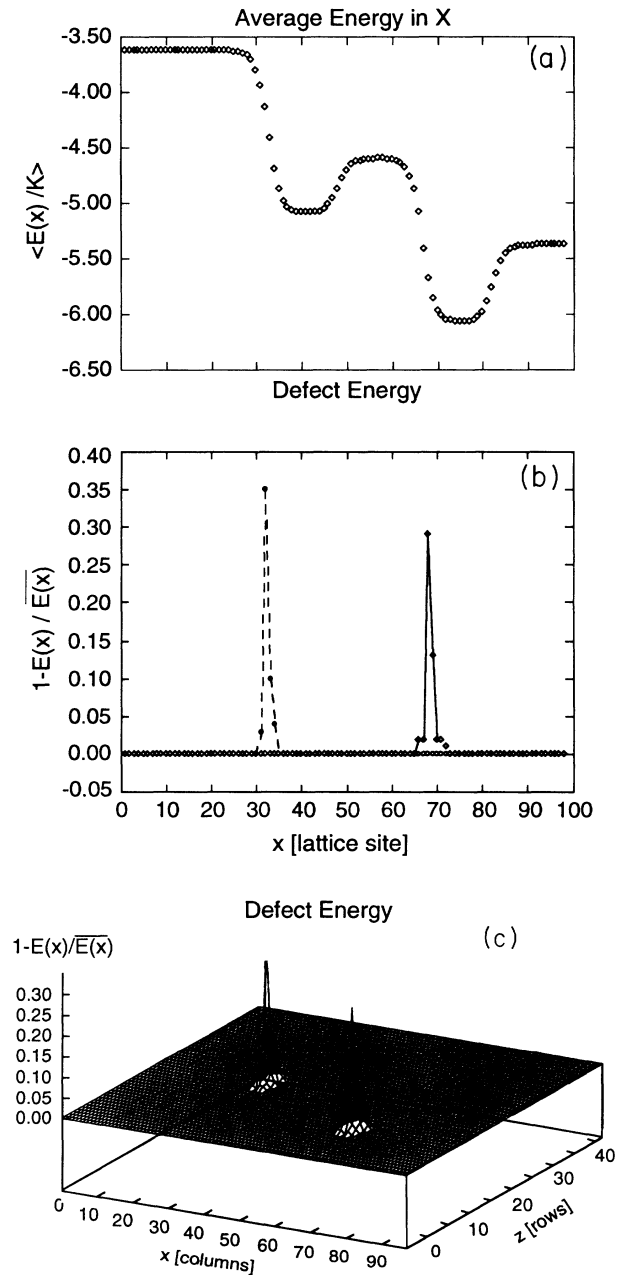 Average Energy in X
(a)
-3.50
-4.00
-4.50
-5.00
-5.50
-6.00
-6.50
<E(x) /K>
Defect Energy
(b)
0.40
0.35
0.30
0.25
0.20
0.15
0.10
0.05
0.00
-0.05
1-E(x) / E(x)
0 10 20 30 40 50 60 70 80 90 100
x [lattice site]
Defect Energy
(c)
1-E(x)/E(x)
0.30
0.25
0.20
0.15
0.10
0.05
0.00
0 10 20 30 40 50 60 70 80 90
x [columns]
0 10 20 30 40
z [rows]